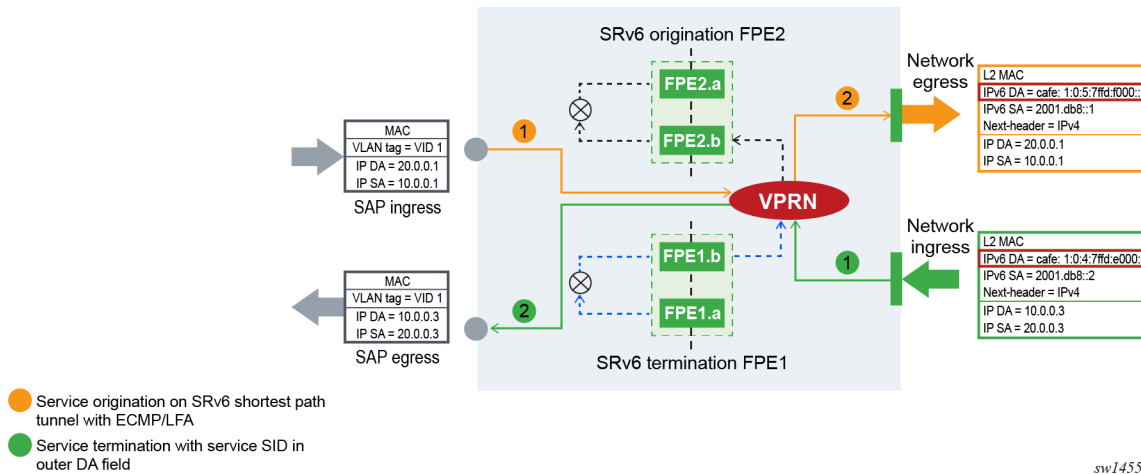 SRv6 origination FPE2
FPE2.a
FPE2.b
1
2
Network
egress
L2 MAC
IPv6 DA = cafe: 1:0:5:7ffd:f000::
IPv6 SA = 2001.db8::1
Next-header = IPv4
IP DA = 20.0.0.1
IP SA = 10.0.0.1
MAC
VLAN tag = VID 1
IP DA = 20.0.0.1
IP SA = 10.0.0.1
SAP ingress
VPRN
Network
ingress
L2 MAC
IPv6 DA = cafe: 1:0:4:7ffd:e000:
IPv6 SA = 2001.db8::2
Next-header = IPv4
IP DA = 10.0.0.3
IP SA = 20.0.0.3
1
FPE1.b
FPE1.a
2
MAC
VLAN tag = VID 1
IP DA = 10.0.0.3
IP SA = 20.0.0.3
SAP egress
SRv6 termination FPE1
Service origination on SRv6 shortest path
tunnel with ECMP/LFA
Service termination with service SID in
outer DA field
sw1455